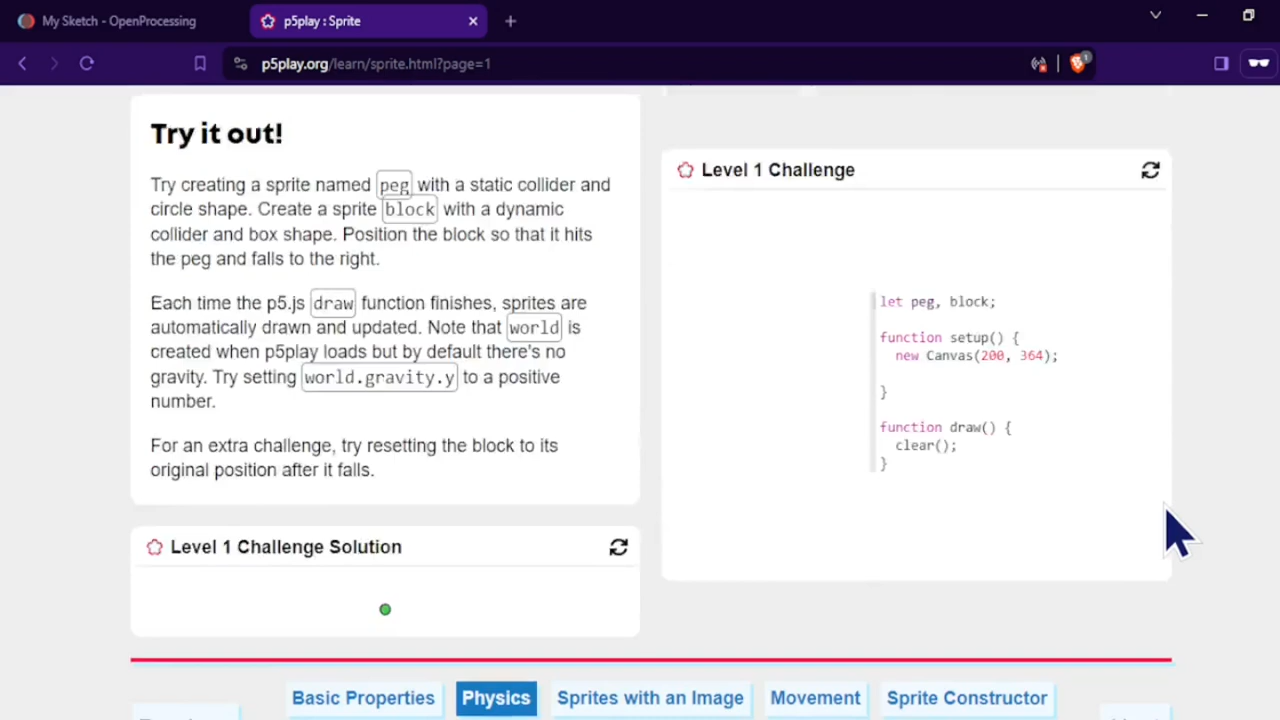 My Sketch - OpenProcessing
p5play : Sprite
p5play.org/learn/sprite.html?page=1
1
Try it out!
Try creating a sprite named peg with a static collider and
circle shape. Create a sprite block with a dynamic
collider and box shape. Position the block so that it hits
the peg and falls to the right.
Each time the p5.js draw function finishes, sprites are
automatically drawn and updated. Note that world is
created when p5play loads but by default there's no
gravity. Try setting world.gravity.y to a positive
number.
For an extra challenge, try resetting the block to its
original position after it falls.
Level 1 Challenge Solution
Level 1 Challenge
let peg, block;
function setup() {
new Canvas(200, 364);
}
function draw() {
clear();
}
Basic Properties
Physics
Sprites with an Image
Movement
Sprite Constructor